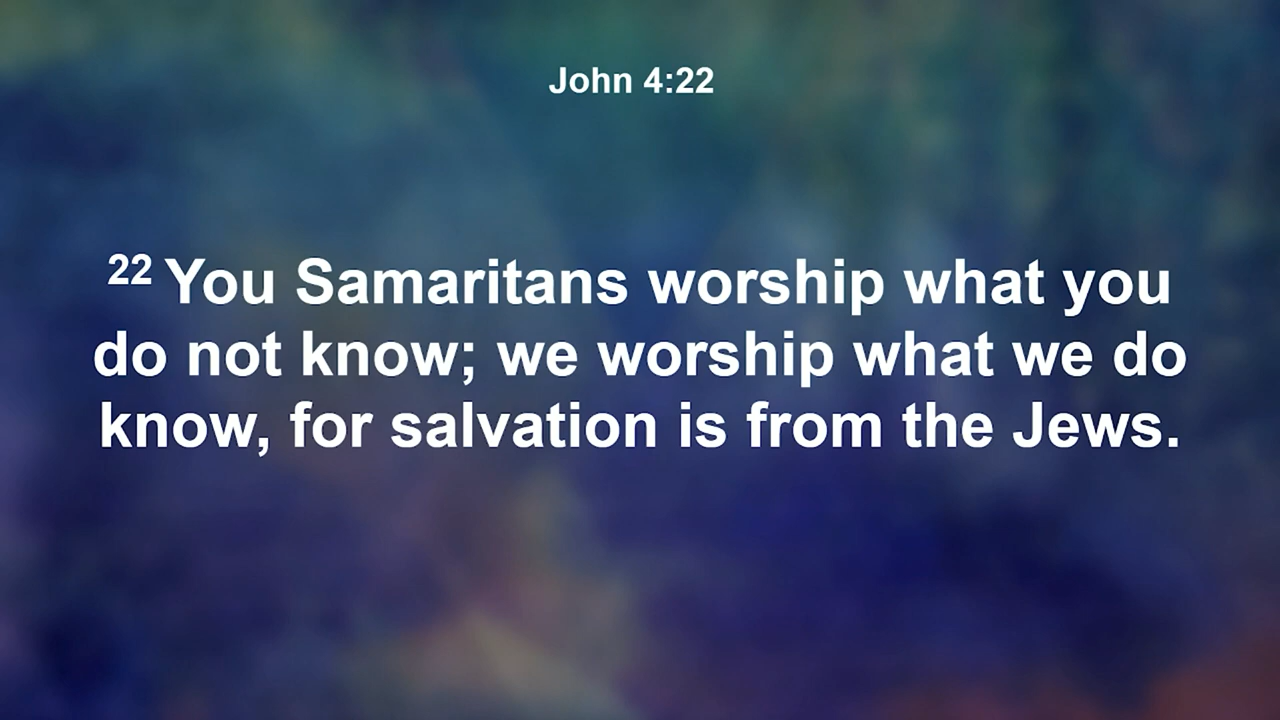 John 4:22
22 You Samaritans worship what you
do not know; we worship what we do
know, for salvation is from the Jews.